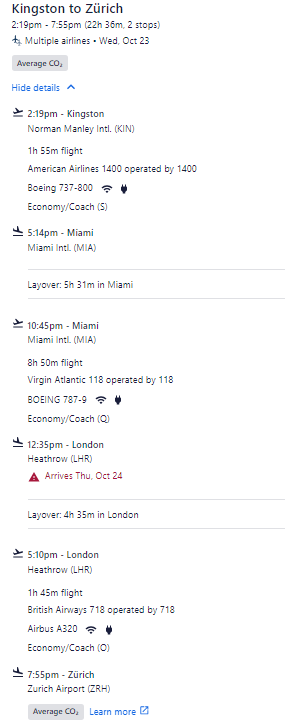 Kingston to Zürich
2:19pm - 7:55pm (22h 36m, 2 stops)
Multiple airlines • Wed, Oct 23
Average CO₂
Hide details
2:19pm - Kingston
Norman Manley Intl. (KIN)
1h 55m flight
American Airlines 1400 operated by 1400
Boeing 737-800
Economy/Coach (S)
5:14pm - Miami
Miami Intl. (MIA)
Layover: 5h 31m in Miami
10:45pm - Miami
Miami Intl. (MIA)
8h 50m flight
Virgin Atlantic 118 operated by 118
BOEING 787-9
Economy/Coach (Q)
12:35pm - London
Heathrow (LHR)
Arrives Thu, Oct 24
Layover: 4h 35m in London
5:10pm - London
Heathrow (LHR)
1h 45m flight
British Airways 718 operated by 718
Airbus A320
Economy/Coach (O)
7:55pm - Zürich
Zurich Airport (ZRH)
Average CO₂ Learn more